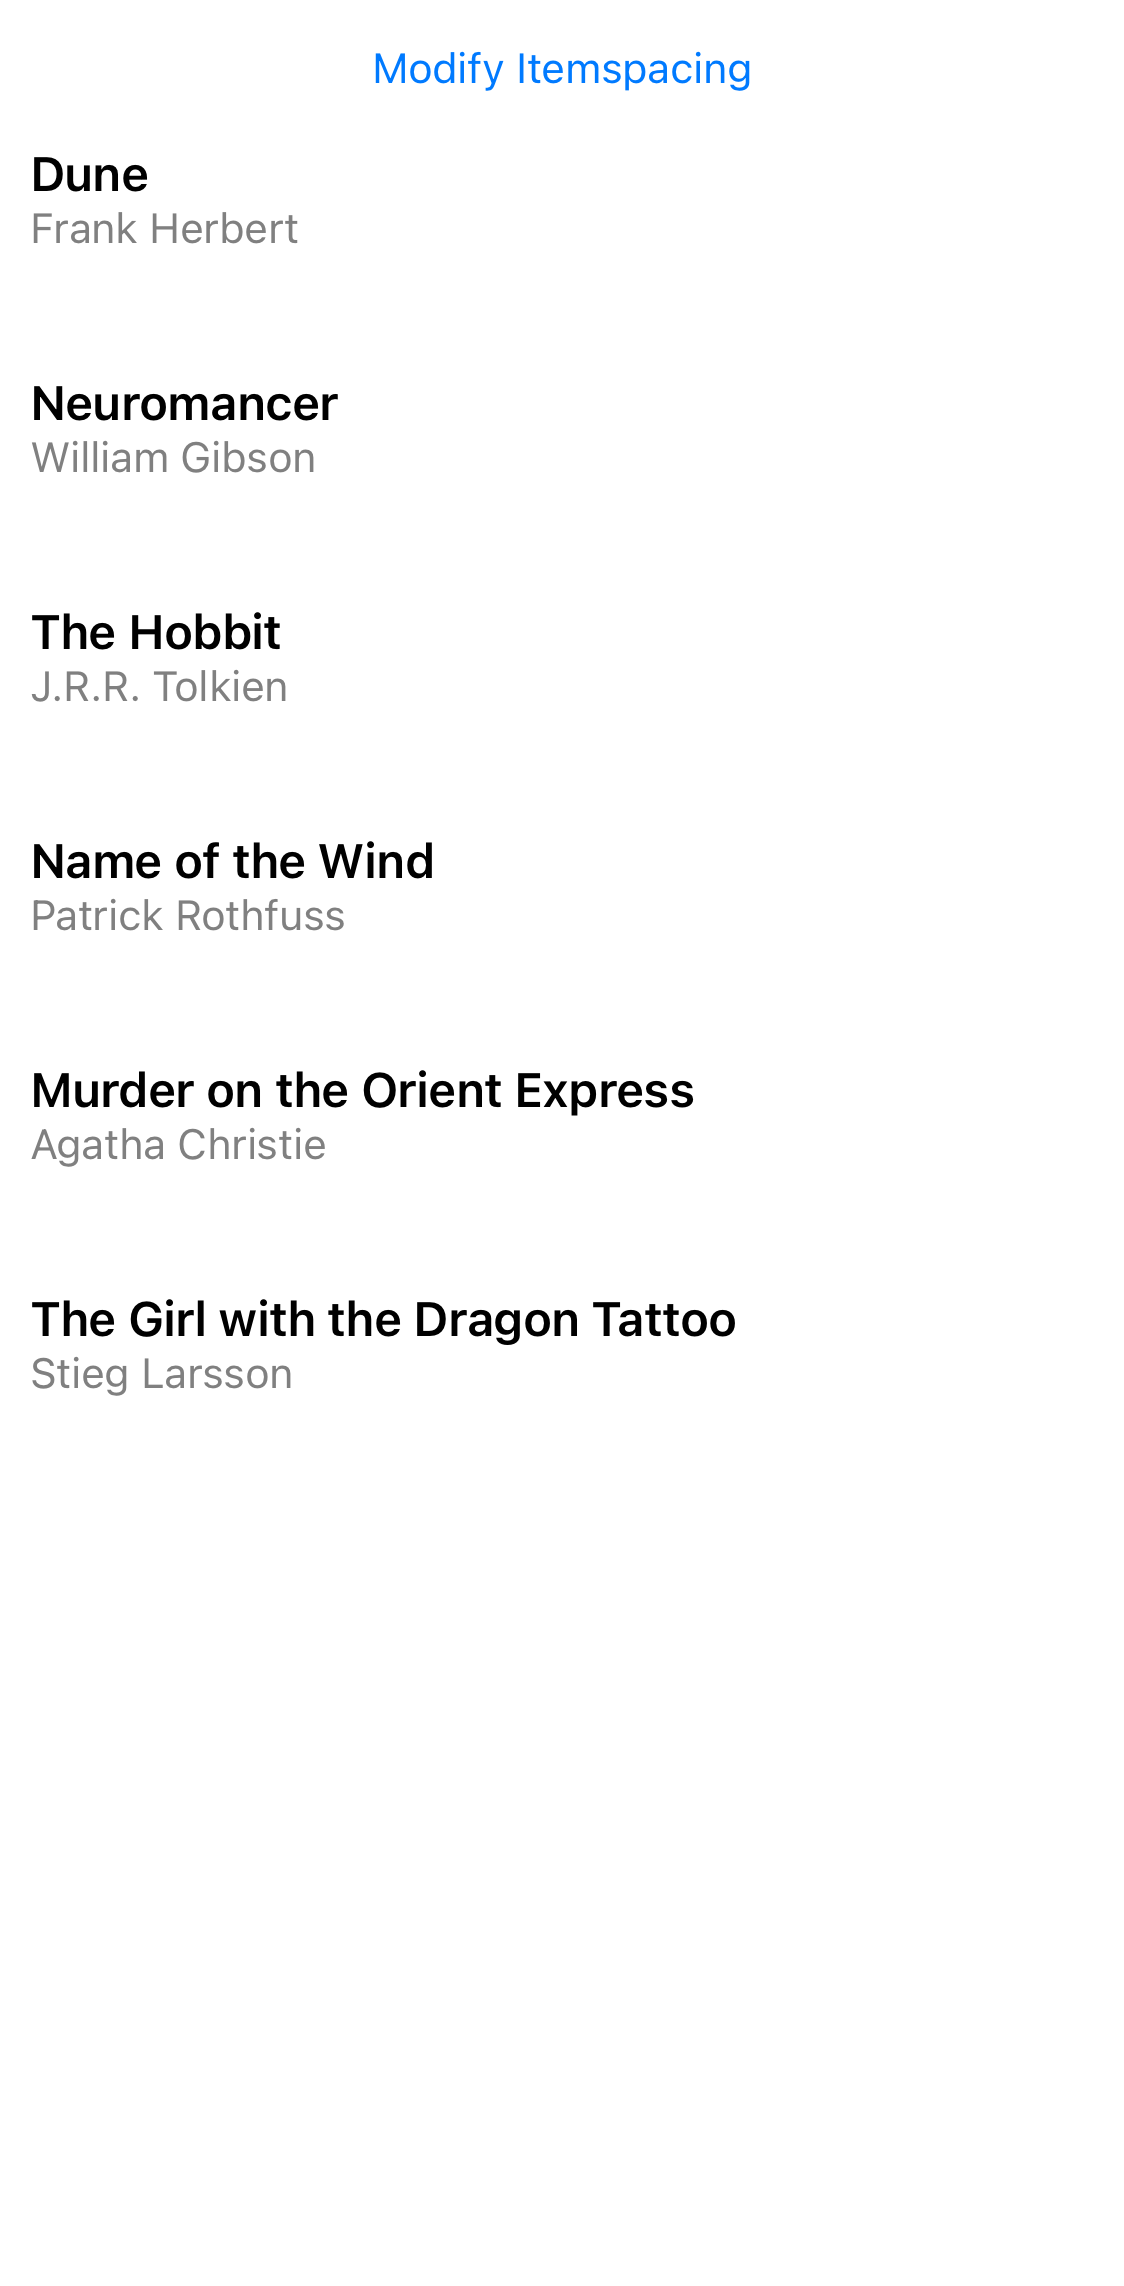 Modify Itemspacing
Dune
Frank Herbert
Neuromancer
William Gibson
The Hobbit
J.R.R. Tolkien
Name of the Wind
Patrick Rothfuss
Murder on the Orient Express
Agatha Christie
The Girl with the Dragon Tattoo
Stieg Larsson